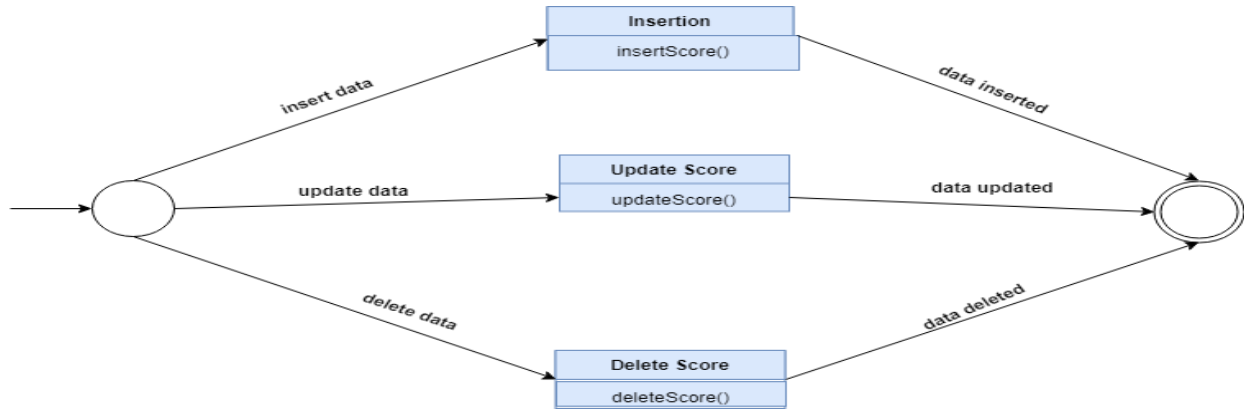 Insertion
insertScore()
insert data
data inserted
Update Score
updateScore()
update data
data updated
delete data
data deleted
Delete Score
deleteScore()